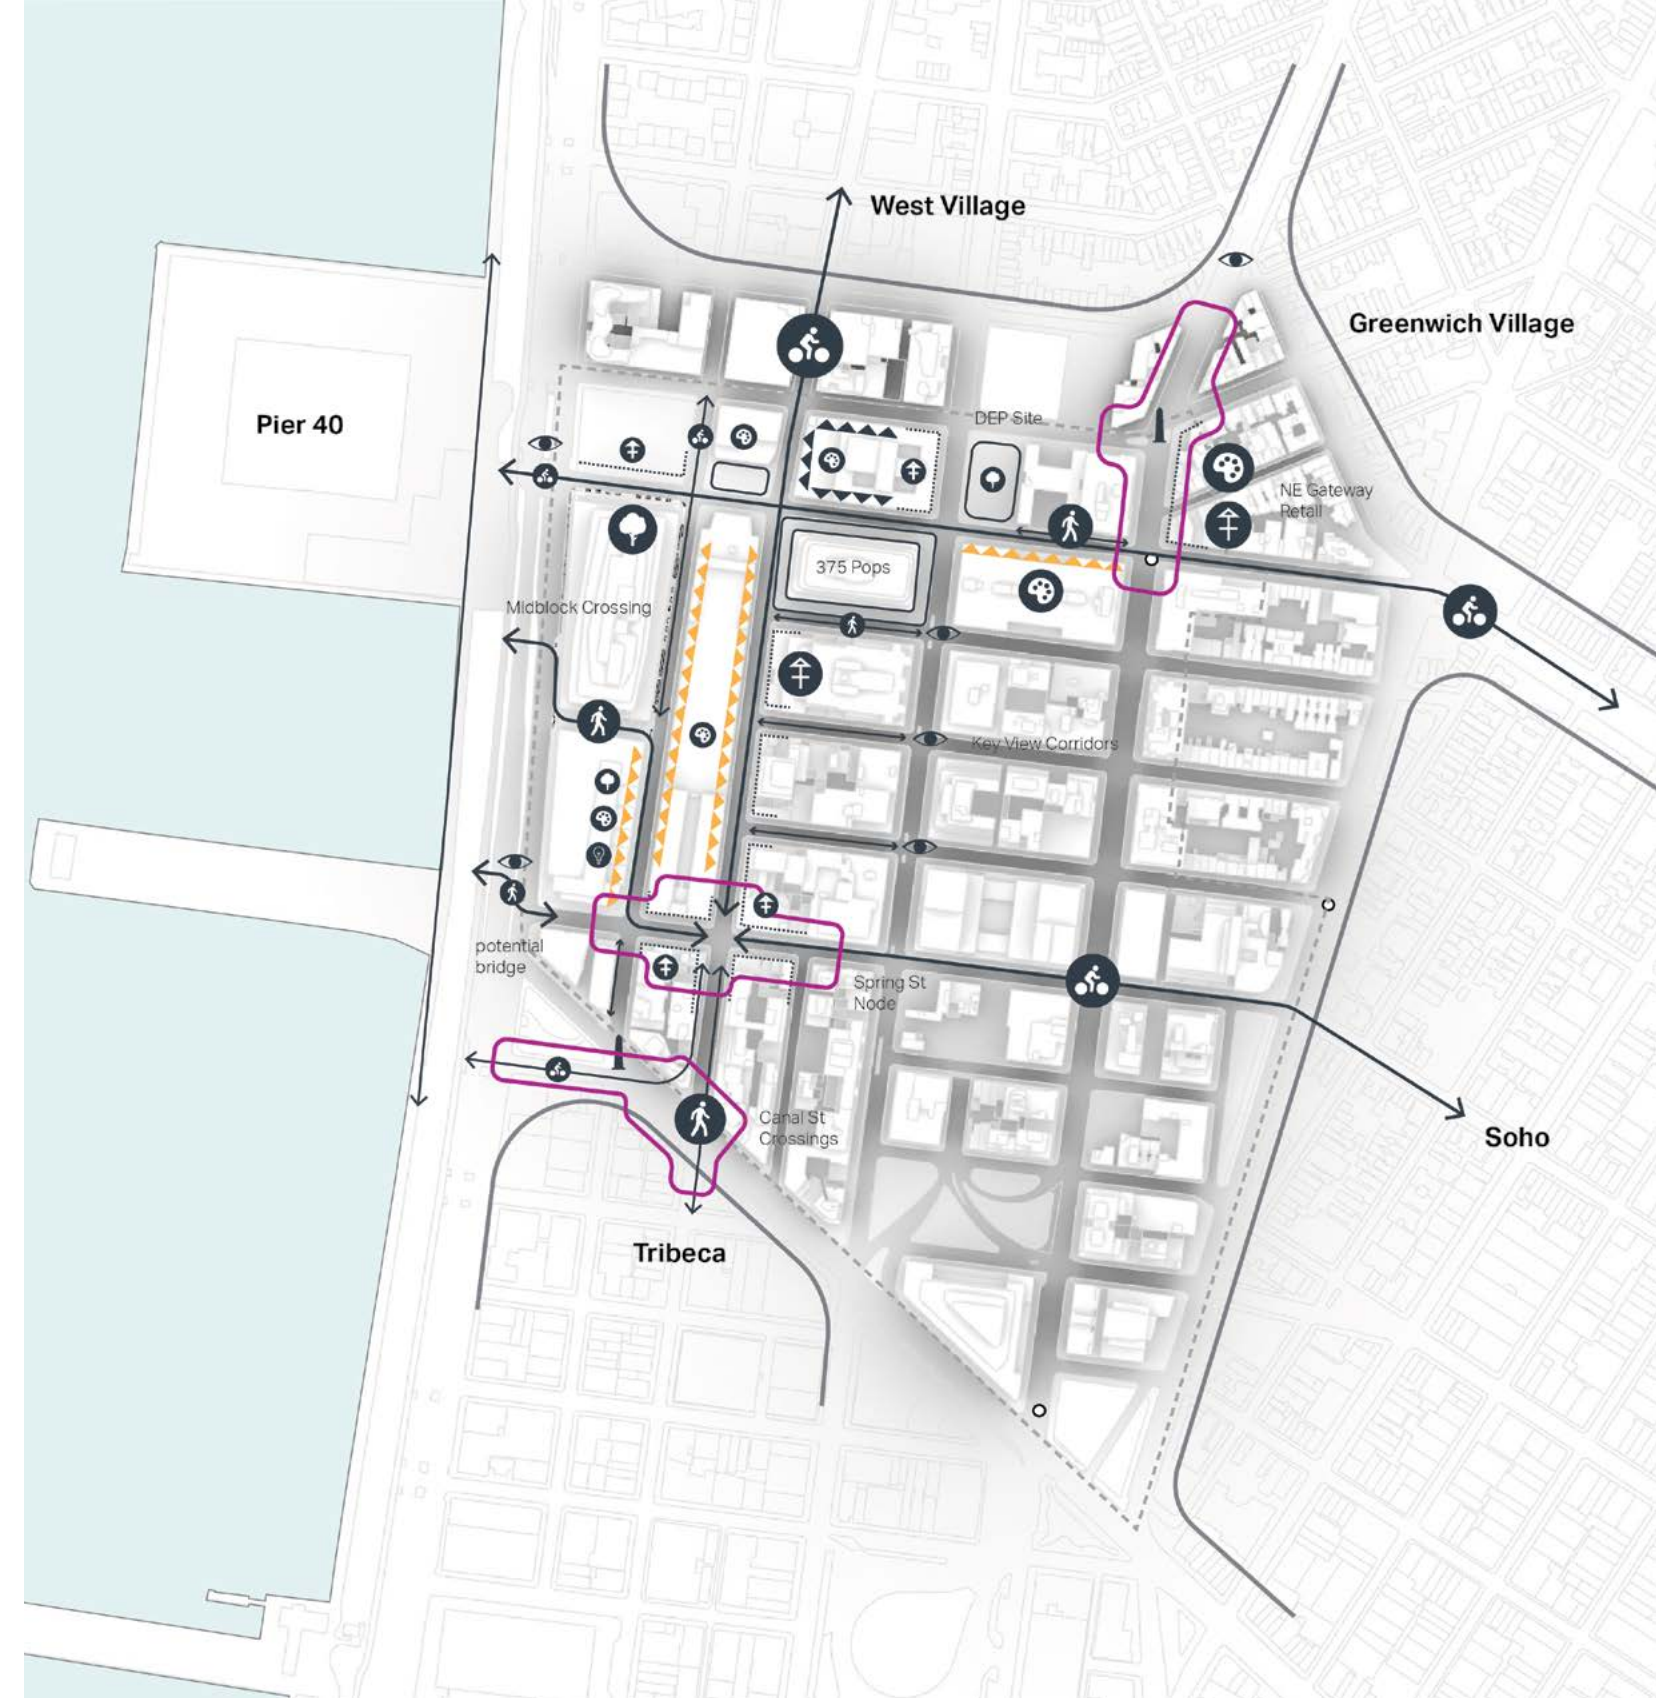 West Village
Greenwich Village
Pier 40
DEP Site
NE Gateway
Retail
375 Pops
Midblock Crossing
Key View Corridors
potential
bridge
Spring St
Node
Canal St
Crossings
Soho
Tribeca